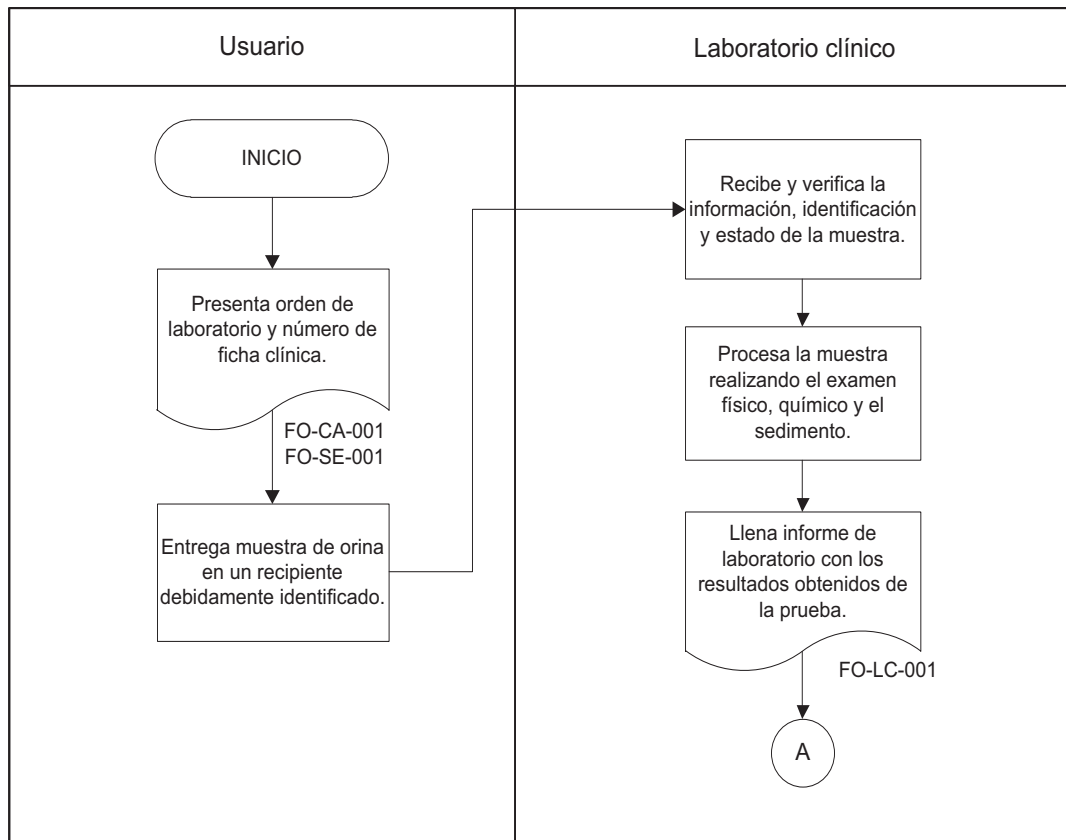 Usuario
Laboratorio clínico
INICIO
Presenta orden de
laboratorio y número de
ficha clínica.
FO-CA-001
FO-SE-001
Entrega muestra de orina
en un recipiente
debidamente identificado.
Recibe y verifica la
información, identificación
y estado de la muestra.
Procesa la muestra
realizando el examen
físico, químico y el
sedimento.
Llena informe de
laboratorio con los
resultados obtenidos de
la prueba.
FO-LC-001
A